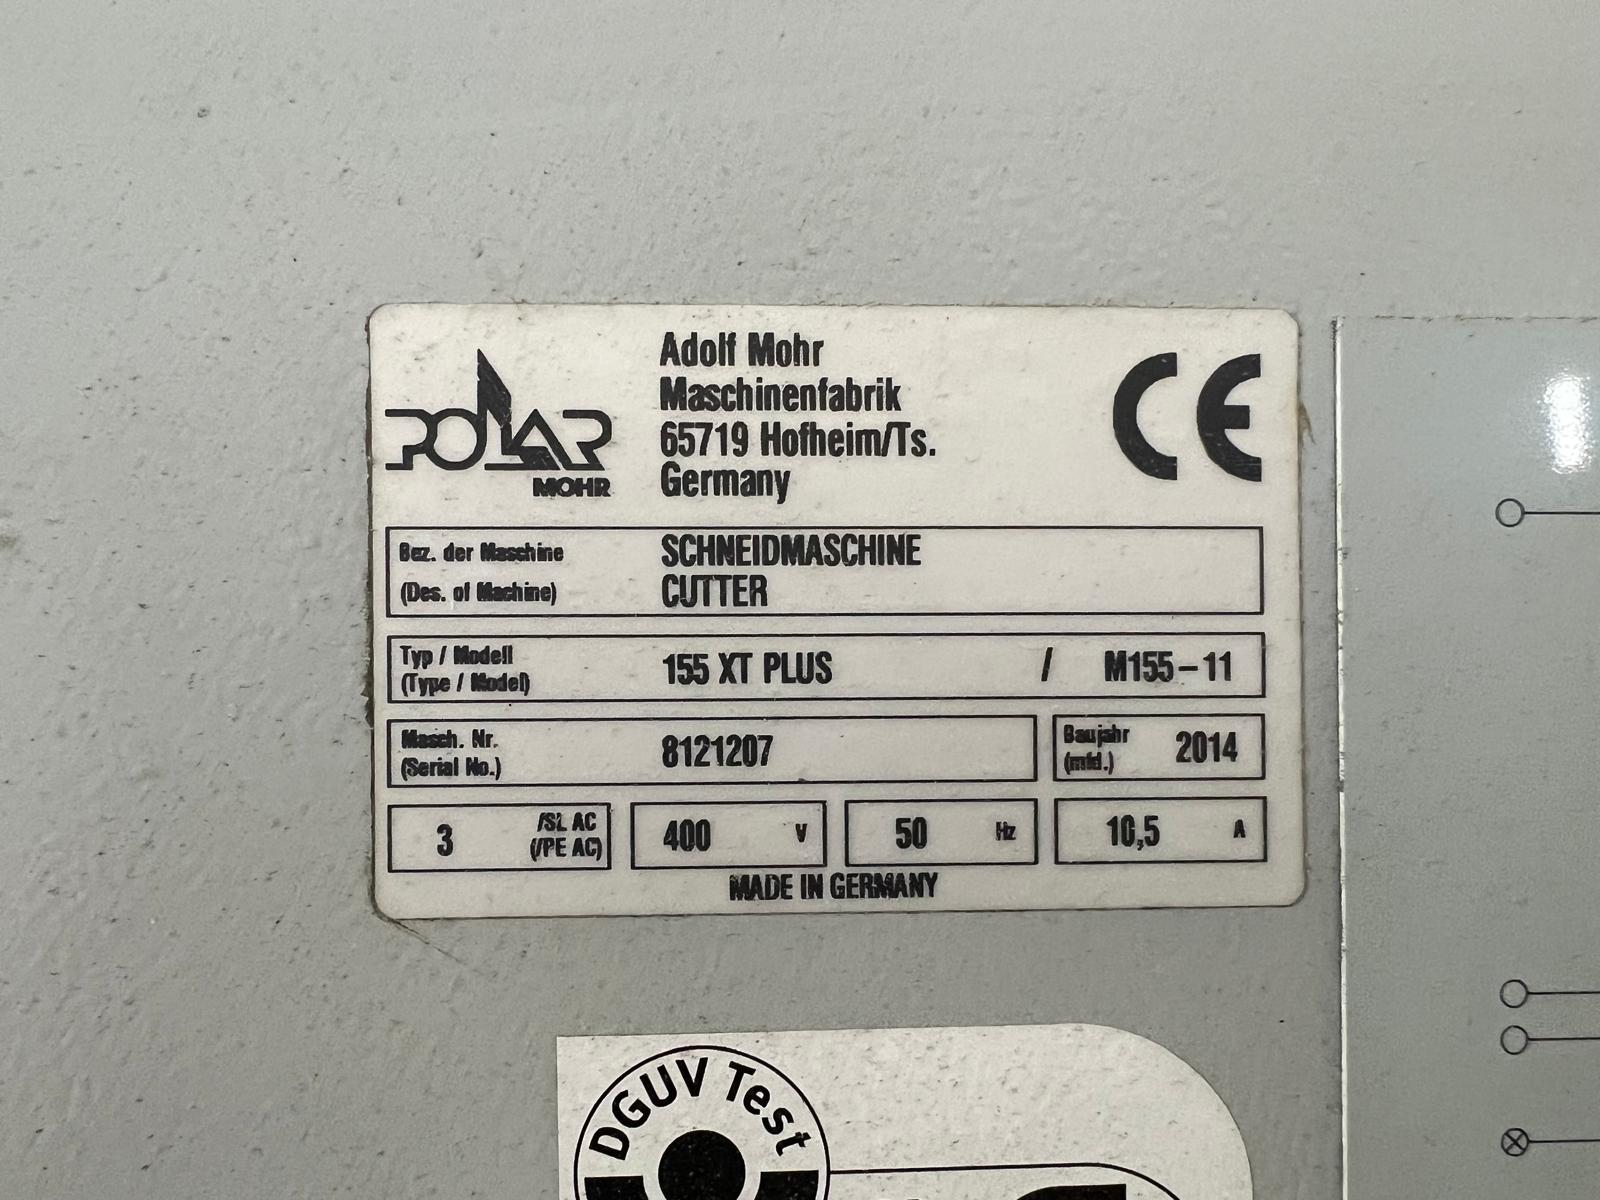 POLAR
MOHR
Adolf Mohr
Maschinenfabrik
65719 Hofheim/Ts.
Germany
CE
Bez. der Maschine
(Des. of Machine)
SCHNEIDMASCHINE
CUTTER
Typ / Modell
(Type / Model)
155 XT PLUS / M155-11
Masch. Nr.
(Serial No.)
8121207
Baujahr
(mfd.)
2014
3 /SL AC
(/PE AC)
400 V
50 Hz
10,5 A
MADE IN GERMANY
DGUV Test